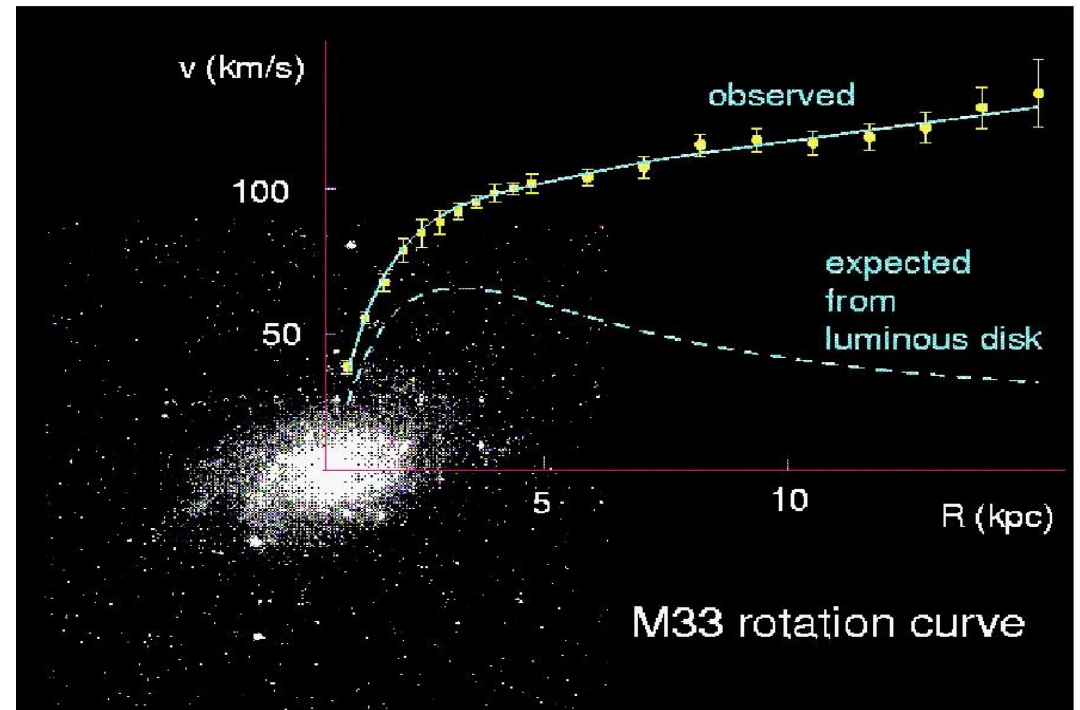 v (km/s)
observed
100
expected
from
luminous disk
50
5
10
R (kpc)
M33 rotation curve